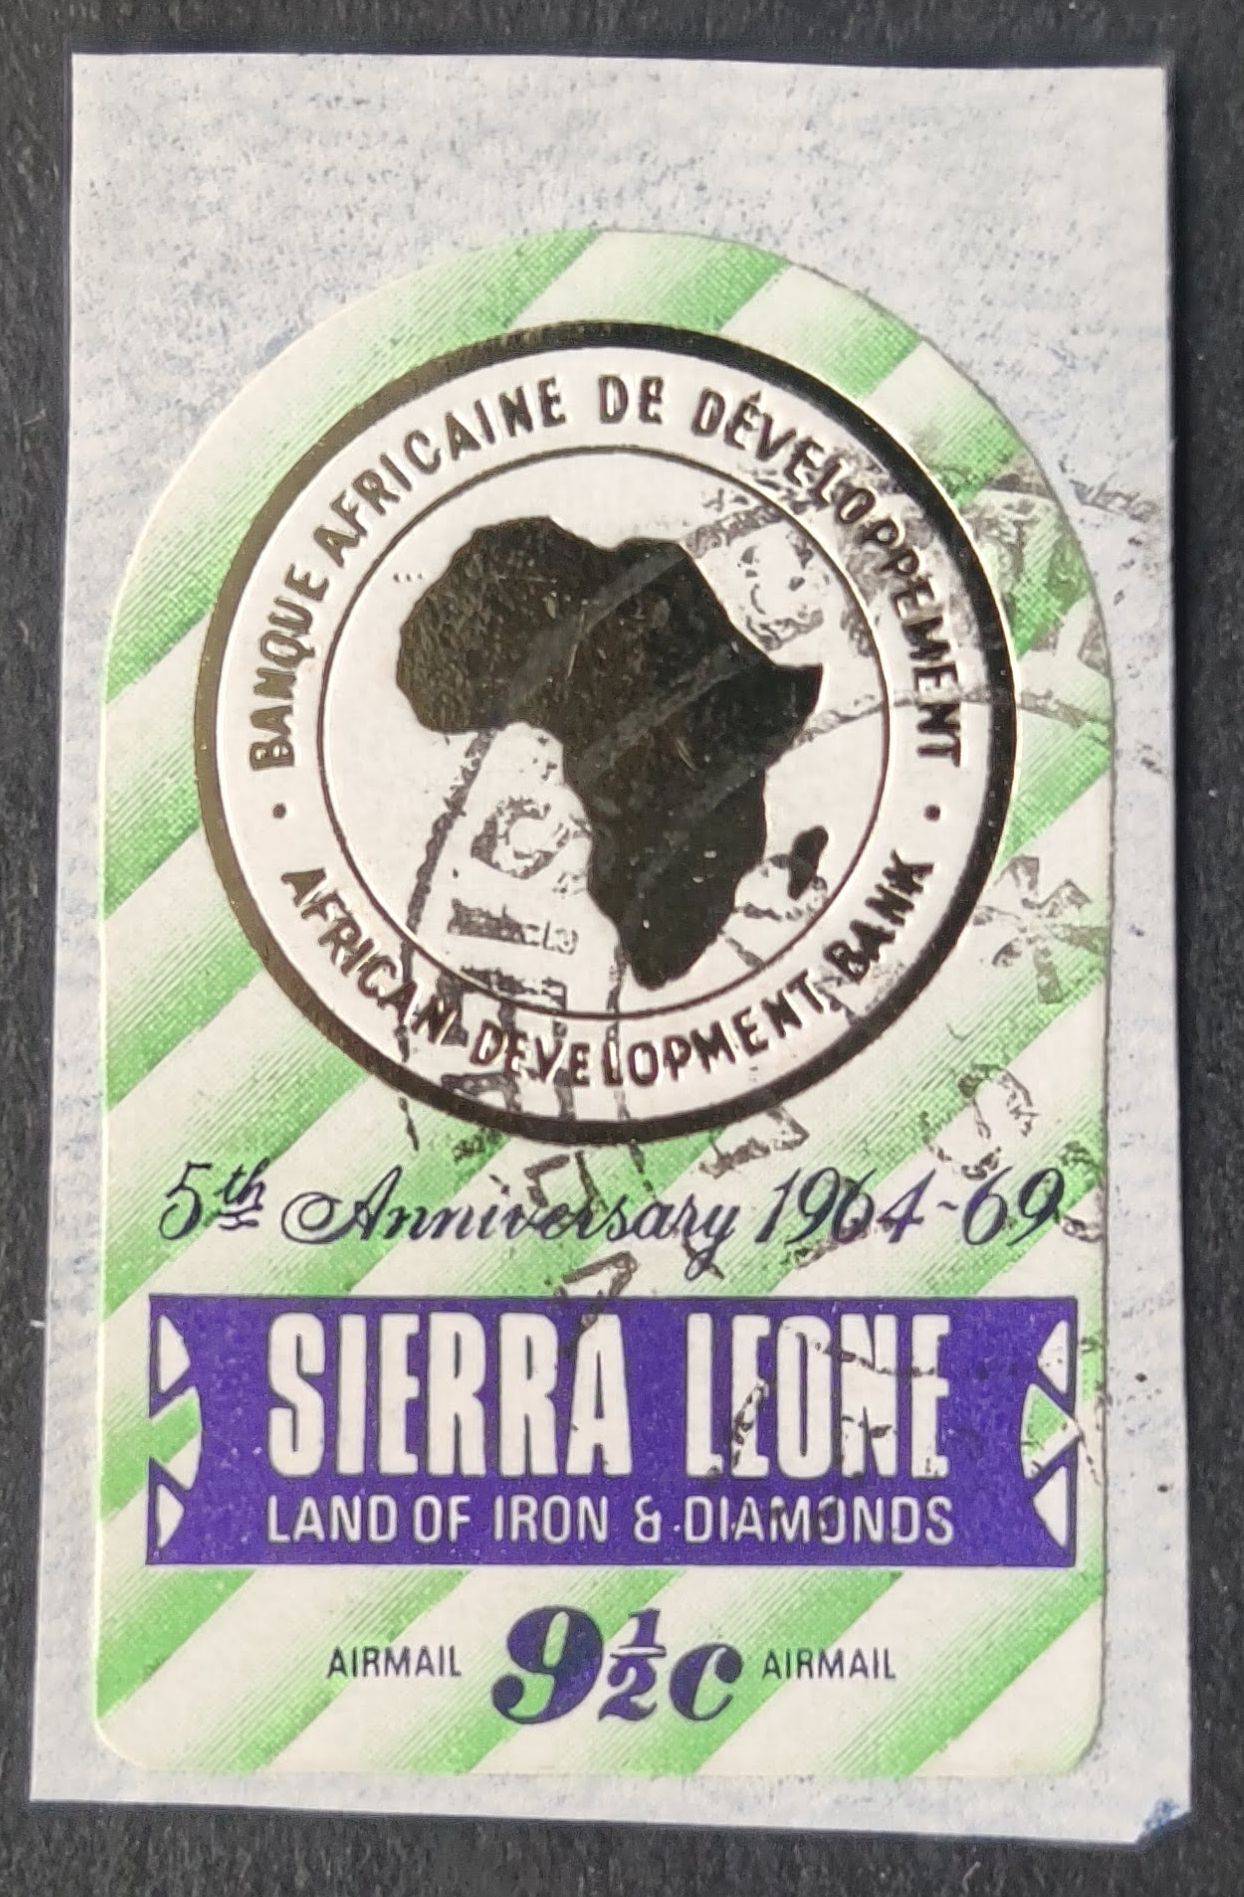 BANQUE AFRICAINE DE DÉVELOPPEMENT
AFRICAN DEVELOPMENT BANK
5th Anniversary 1964-69
SIERRA LEONE
LAND OF IRON & DIAMONDS
AIRMAIL 9½c AIRMAIL